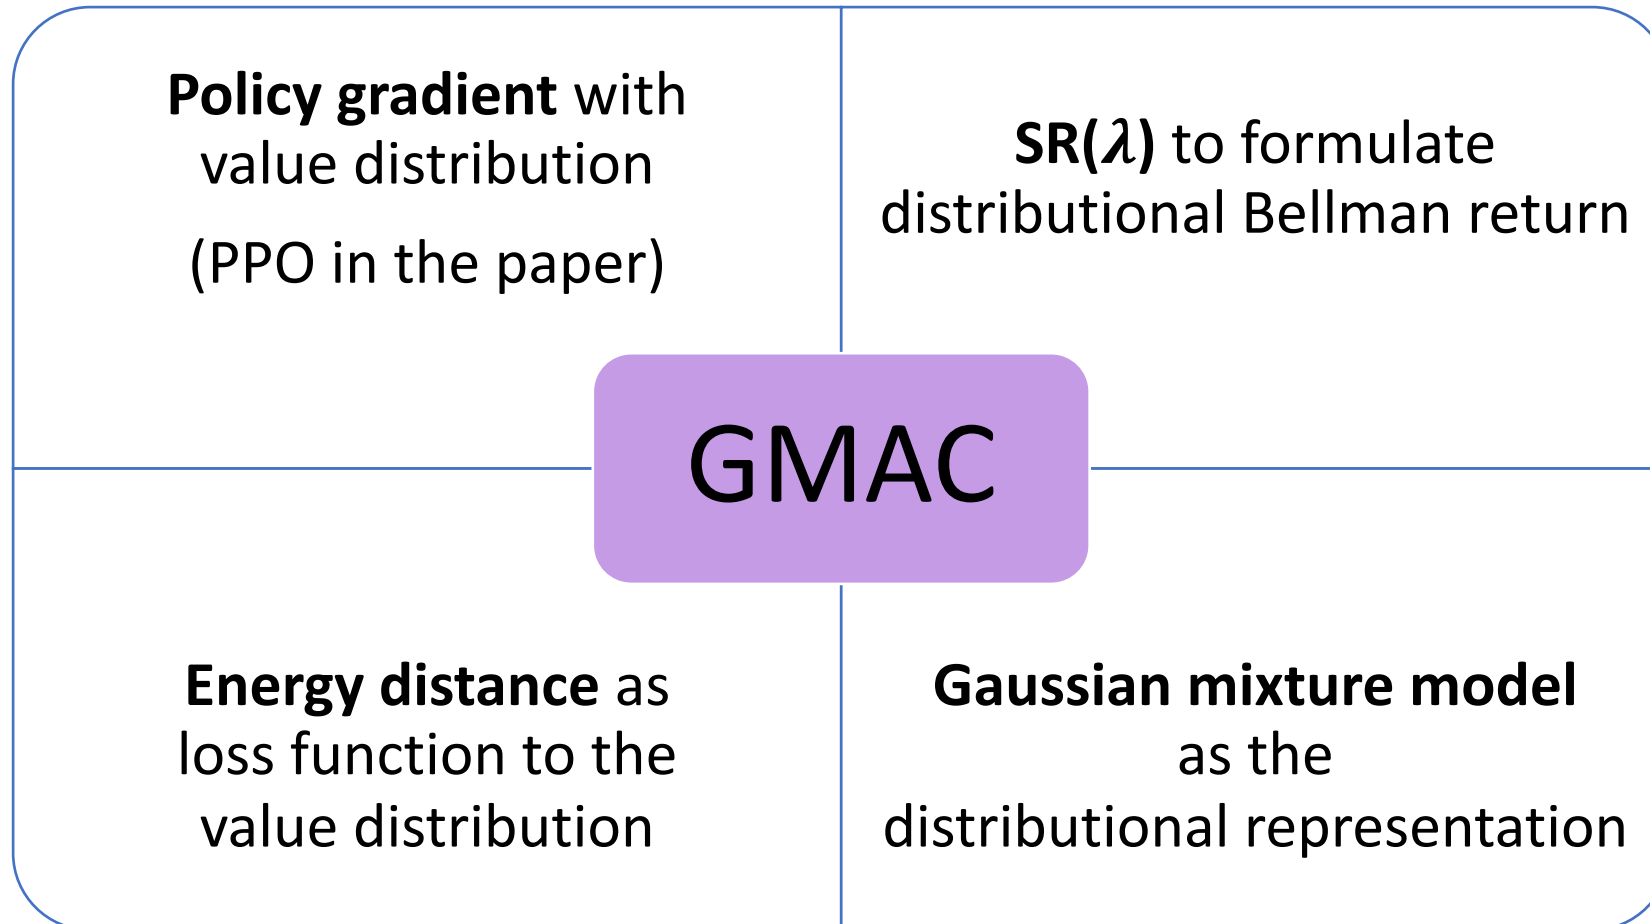 Policy gradient with
value distribution
(PPO in the paper)
SR(λ) to formulate
distributional Bellman return
GMAC
Energy distance as
loss function to the
value distribution
Gaussian mixture model
as the
distributional representation